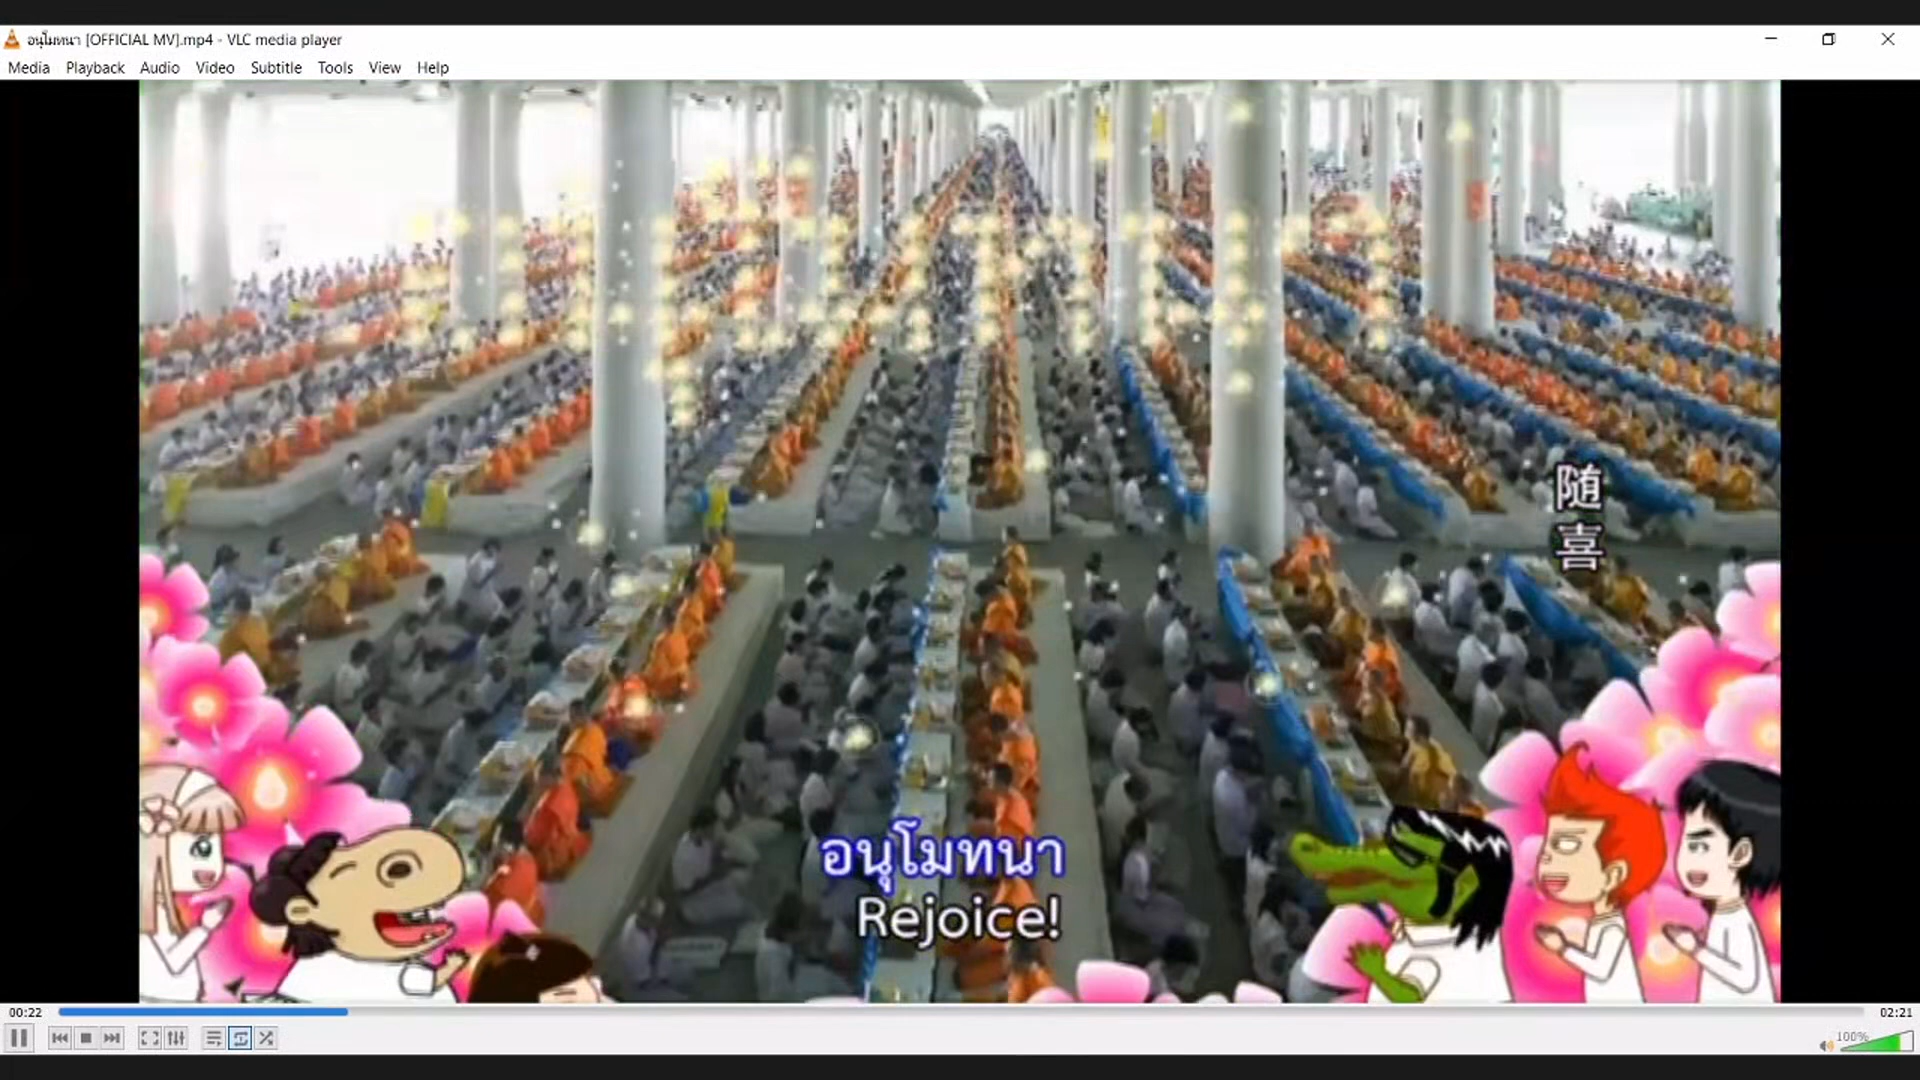 อนุโมทนา [OFFICIAL MV].mp4 - VLC media player
Media Playback Audio Video Subtitle Tools View Help
随
喜
อนุโมทนา
Rejoice!
00:22
02:21
100%